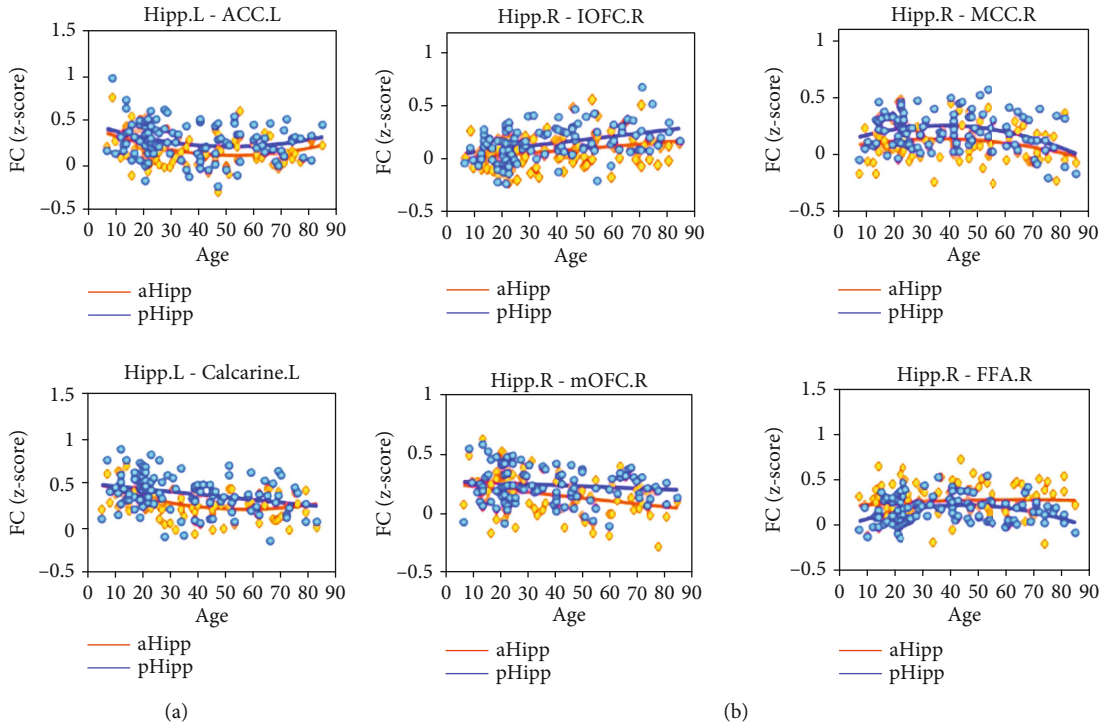 Hipp.L - ACC.L
1.5
1
0.5
0
−0.5
FC (z-score)
0 10 20 30 40 50 60 70 80 90
Age
aHipp
pHipp
Hipp.R - IOFC.R
1
0.5
0
−0.5
FC (z-score)
0 10 20 30 40 50 60 70 80 90
Age
aHipp
pHipp
Hipp.R - MCC.R
1
0.5
0
−0.5
FC (z-score)
0 10 20 30 40 50 60 70 80 90
Age
aHipp
pHipp
Hipp.L - Calcarine.L
1.5
1
0.5
0
−0.5
FC (z-score)
0 10 20 30 40 50 60 70 80 90
Age
aHipp
pHipp
Hipp.R - mOFC.R
1
0.5
0
−0.5
FC (z-score)
0 10 20 30 40 50 60 70 80 90
Age
aHipp
pHipp
Hipp.R - FFA.R
1.5
1
0.5
0
−0.5
FC (z-score)
0 10 20 30 40 50 60 70 80 90
Age
aHipp
pHipp
(a)
(b)